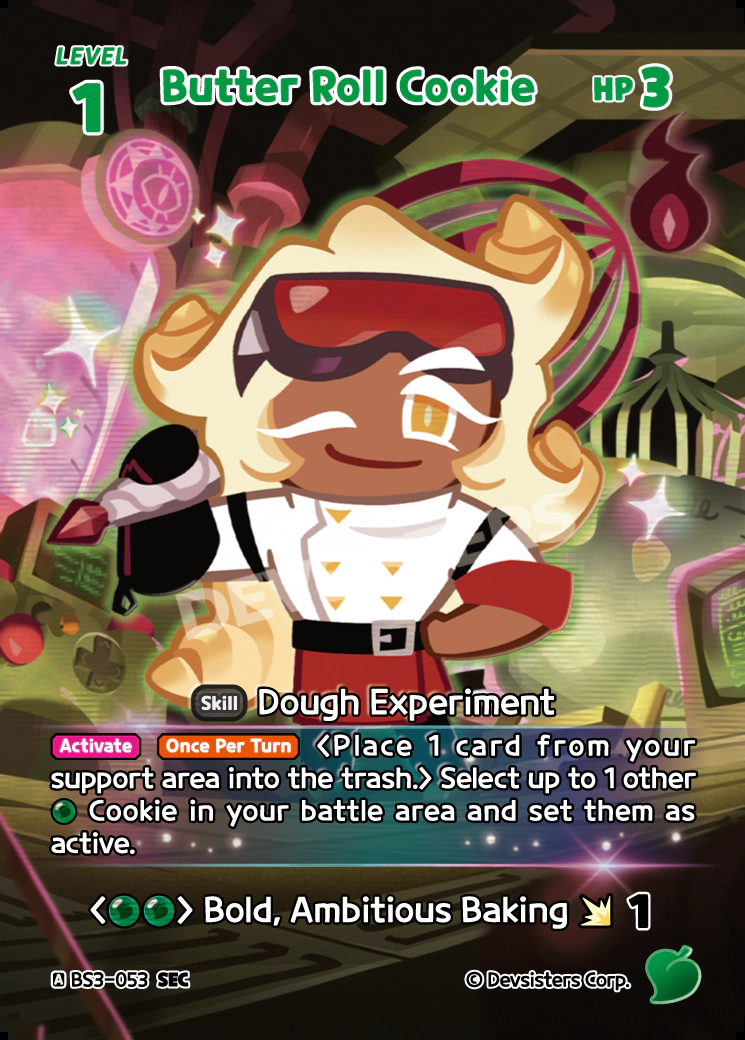 LEVEL
1
Butter Roll Cookie
HP 3
DEVSISTERS
Skill Dough Experiment
Activate Once Per Turn <Place 1 card from your
support area into the trash.> Select up to 1 other
Cookie in your battle area and set them as
active.
< > Bold, Ambitious Baking 1
A BS3-053 SEC
© Devsisters Corp.